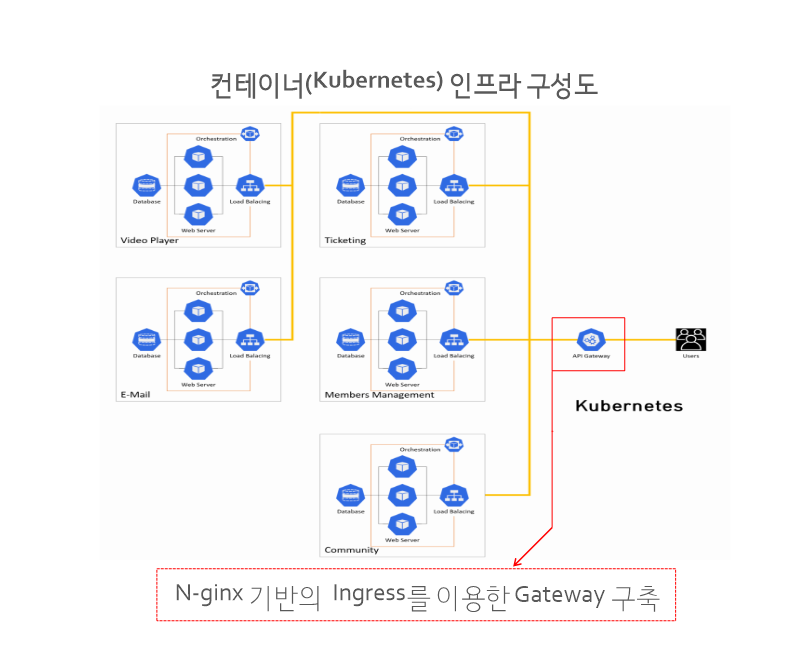 컨테이너(Kubernetes) 인프라 구성도
Orchestration
Database
Load Balacing
Web Server
Video Player
Orchestration
Database
Load Balacing
Web Server
Ticketing
Orchestration
Database
Load Balacing
Web Server
E-Mail
Orchestration
Database
Load Balacing
Web Server
Members Management
API Gateway
Users
Kubernetes
Orchestration
Database
Load Balacing
Web Server
Community
N-ginx 기반의 Ingress를 이용한 Gateway 구축